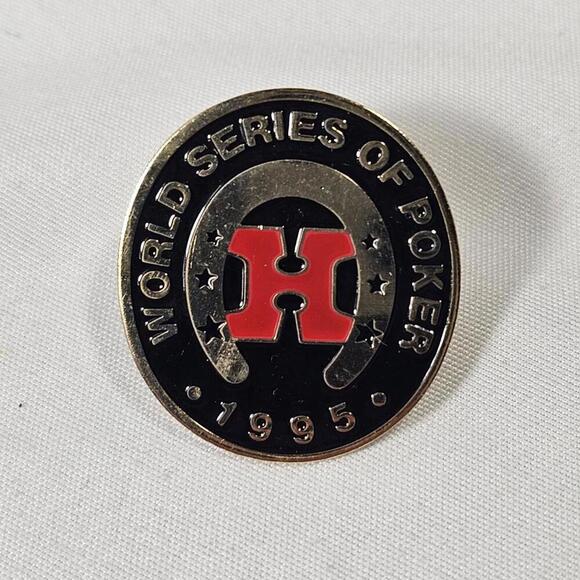 WORLD SERIES OF POKER
H
• 1995 •